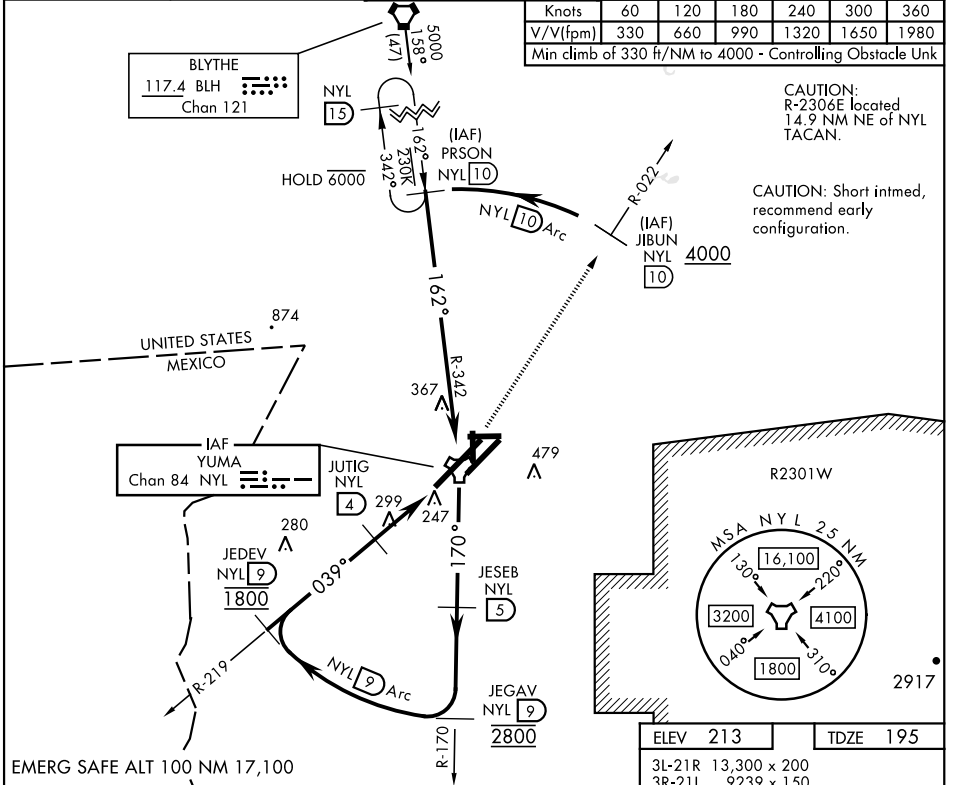 Knots 60 120 180 240 300 360
V/V(fpm) 330 660 990 1320 1650 1980
Min climb of 330 ft/NM to 4000 - Controlling Obstacle Unk
BLYTHE
117.4 BLH
Chan 121
5000
158°
(47)
NYL
15
CAUTION:
R-2306E located
14.9 NM NE of NYL
TACAN.
162°
230K
342°
HOLD 6000
(IAF)
PRSON
NYL 10
NYL 10 Arc
R-022
CAUTION: Short intmed,
recommend early
configuration.
(IAF)
JIBUN
NYL
10
4000
162°
874
UNITED STATES
MEXICO
R-342
367
IAF
YUMA
Chan 84 NYL
JUTIG
NYL
4
299
247
479
280
JEDEV
NYL 9
1800
039°
170°
JESEB
NYL
5
R-219
NYL 9 Arc
JEGAV
NYL 9
2800
R-170
R2301W
MSA NYL 25 NM
16,100
130°
220°
3200
4100
040°
310°
1800
2917
EMERG SAFE ALT 100 NM 17,100
ELEV 213 TDZE 195
3L-21R 13,300 x 200
3R-21L 9239 x 150